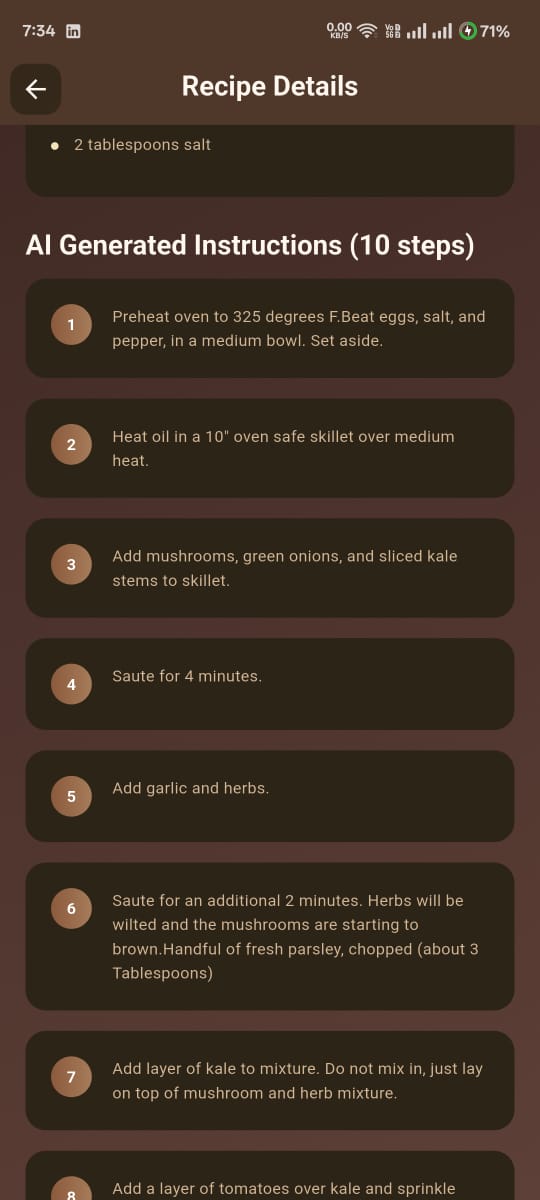 7:34
0.00
KB/S
Vo
5G
71%
Recipe Details
2 tablespoons salt
AI Generated Instructions (10 steps)
1
Preheat oven to 325 degrees F.Beat eggs, salt, and
pepper, in a medium bowl. Set aside.
2
Heat oil in a 10" oven safe skillet over medium
heat.
3
Add mushrooms, green onions, and sliced kale
stems to skillet.
4
Saute for 4 minutes.
5
Add garlic and herbs.
6
Saute for an additional 2 minutes. Herbs will be
wilted and the mushrooms are starting to
brown.Handful of fresh parsley, chopped (about 3
Tablespoons)
7
Add layer of kale to mixture. Do not mix in, just lay
on top of mushroom and herb mixture.
8
Add a layer of tomatoes over kale and sprinkle